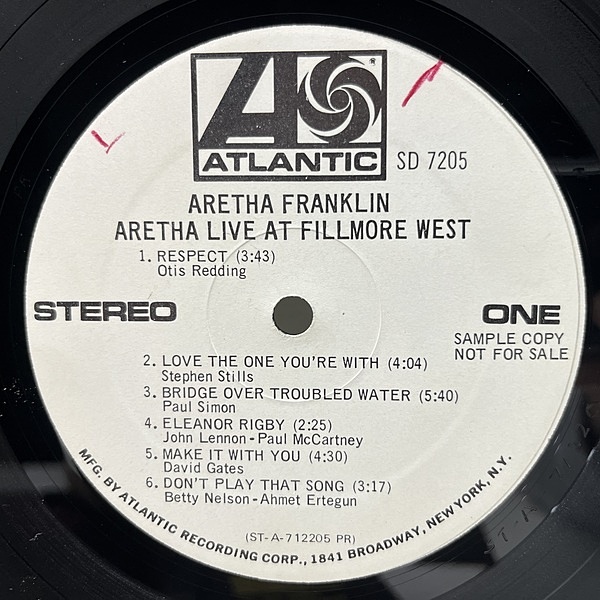 ATLANTIC
SD 7205
ARETHA FRANKLIN
ARETHA LIVE AT FILLMORE WEST
1. RESPECT (3:43)
Otis Redding
STEREO
ONE
SAMPLE COPY
NOT FOR SALE
2. LOVE THE ONE YOU'RE WITH (4:04)
Stephen Stills
3. BRIDGE OVER TROUBLED WATER (5:40)
Paul Simon
4. ELEANOR RIGBY (2:25)
John Lennon-Paul McCartney
5. MAKE IT WITH YOU (4:30)
David Gates
6. DON'T PLAY THAT SONG (3:17)
Betty Nelson-Ahmet Ertegun
(ST-A-712205 PR)
MFG. BY ATLANTIC RECORDING CORP., 1841 BROADWAY, NEW YORK, N.Y.